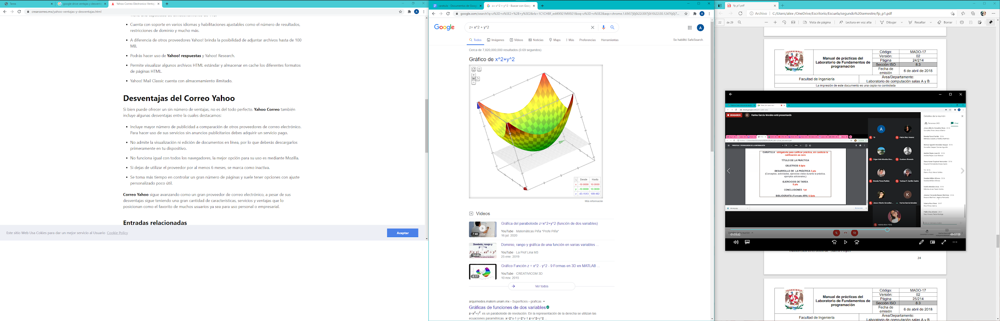 Tarea
google drive ventajas y desventaj
Yahoo Correo Electronico Ventaja
crearcorreo.mx/yahoo-ventajas-y-desventajas.html
Cuenta con soporte en varios idiomas y habilitaciones ajustables como el número de resultados,
restricciones de dominio y mucho más.
A diferencia de otros proveedores Yahoo! brinda la posibilidad de adjuntar archivos hasta de 100
MB.
Podrás hacer uso de Yahoo! respuestas y Yahoo! Research.
Permite visualizar algunos archivos HTML estándar y almacenar en cache los diferentes formatos
de páginas HTML.
Yahoo! Mail Classic cuenta con almacenamiento ilimitado.
Desventajas del Correo Yahoo
Si bien puede ofrecer un sin número de ventajas, no es del todo perfecto. Yahoo Correo también
incluye algunas desventajas entre la cuales destacamos:
Incluye mayor número de publicidad a comparación de otros proveedores de correo electrónico.
Para hacer uso de sus servicios sin anuncios publicitarios debes adquirir un servicio pago.
No admite la visualización ni edición de documentos en línea, por lo que deberás descargarlos
primeramente en tu dispositivo.
No funciona igual con todos los navegadores, la mejor opción para su uso es mediante Mozilla.
Si dejas de utilizar el proveedor por al menos 6 meses, se marca como inactiva.
Se toma más tiempo en controlar un gran número de páginas y suele tener opciones con ajuste
personalizado poco útil.
Correo Yahoo sigue avanzando como un gran proveedor de correo electrónico, a pesar de sus
desventajas sigue teniendo una gran cantidad de características, servicios y ventajas que lo
posicionan como el favorito de muchos usuarios ya sea para uso personal o empresarial.
Entradas relacionadas
Este sitio Web Usa Cokies para dar un mejor servicio al Usuario Cookie Policy
Aceptar
caratula - Documentos de Google
z= x^2 + y^2 - Buscar con Goog
google.com/search?q=z%3D+x%5E2+%2B+y%5E2&rlz=1C1CHBF_esMX921MX921&oq=z%3D+x%5E2&aqs=chrome.1.69i57j0j0i22i30l7j0i10i22i30.12476j0j7...
Google
z= x^2 + y^2
A
Todos
Imágenes
Videos
Noticias
Maps
Más
Preferencias
Herramientas
Se habilitó SafeSearch
Cerca de 7,820,000,000 resultados (0.69 segundos)
Gráfico de x^2+y^2
Desde Hasta
x -10.0000 10.0000
y -10.0000 10.0000
z -63.1513 189.482
Más información
Videos
7:40
Gráfica del paraboloide z=x^2+y^2 (función de dos variables)
YouTube · Matemáticas Piña "Profe Piña"
16 jul. 2020
Dominio, rango y
gráfica
14:47
Dominio, rango y gráfica de una función en varias variables ...
YouTube · La Prof Lina M3
25 ene. 2019
8:17
Gráfico Función z = x^2 - y^2 - 9 Formas en 3D en MATLAB ...
YouTube · CREATIVICOM 3D
10 nov. 2015
Ver todos
arquimedes.matem.unam.mx › Superficies › graficas
Gráficas de funciones de dos variables
z=x2+y2. es un paraboloide de revolución. En la representación de la derecha se utilizan las
ecuaciones paramétricas. x=2*u-1 y=2*v-1 z=x^2+y^2 ...
fp_p1.pdf
Archivo
C:/Users/alex-/OneDrive/Escritorio/Escuela/segundo%20semestre/fp_p1.pdf
22 de 29
Vista de página
Lectura en voz alta
Dibujar
Resaltar
Borrar
INGENIERIA
Manual de prácticas del
Laboratorio de Fundamentos de
programación
Código: MADO-17
Versión: 02
Página 24/214
Sección ISO 8.3
Fecha de
emisión
6 de abril de 2018
Facultad de Ingeniería
Área/Departamento:
Laboratorio de computación salas A y B
La impresión de este documento es una copia no controlada
GRABANDO
K
Karina Garcia Morales está presentando
Detalles de la reunión
Personas (40)
Chat
CARÁTULA obligatoria para calificar práctica, sin carátula la
calificación es cero
TÍTULO DE LA PRÁCTICA
OBJETIVOS 0.5pts
DESARROLLO DE LA PRÁCTICA 3 pts
(Conceptos, actividades, ejercicios vistos durante la práctica,
ejemplos adicionales.)
EJERCICIOS DE TAREA
5 pts
CONCLUSIONES 1pt
BIBLIOGRAFÍA (Formato APA) 0.5pts
A
Tú
Pablo Díaz Alvarez
Edgar Iván Morales Ron...
Gustavo Alvarado
Brenda Parra Partido
Yoshua T. Carrillo Castro
K
Jesus Alberto González ...
Karina Garcia Morales
Valeria Rico Pérez
Detalles de la reunión
01:55:32
00:52:59
10
30
24
INGENIERIA
Manual de prácticas del
Laboratorio de Fundamentos de
programación
Código: MADO-17
Versión: 02
Página 25/214
Sección ISO 8.3
Fecha de
emisión
6 de abril de 2018
Facultad de Ingeniería
Área/Departamento:
Laboratorio de computación salas A y B